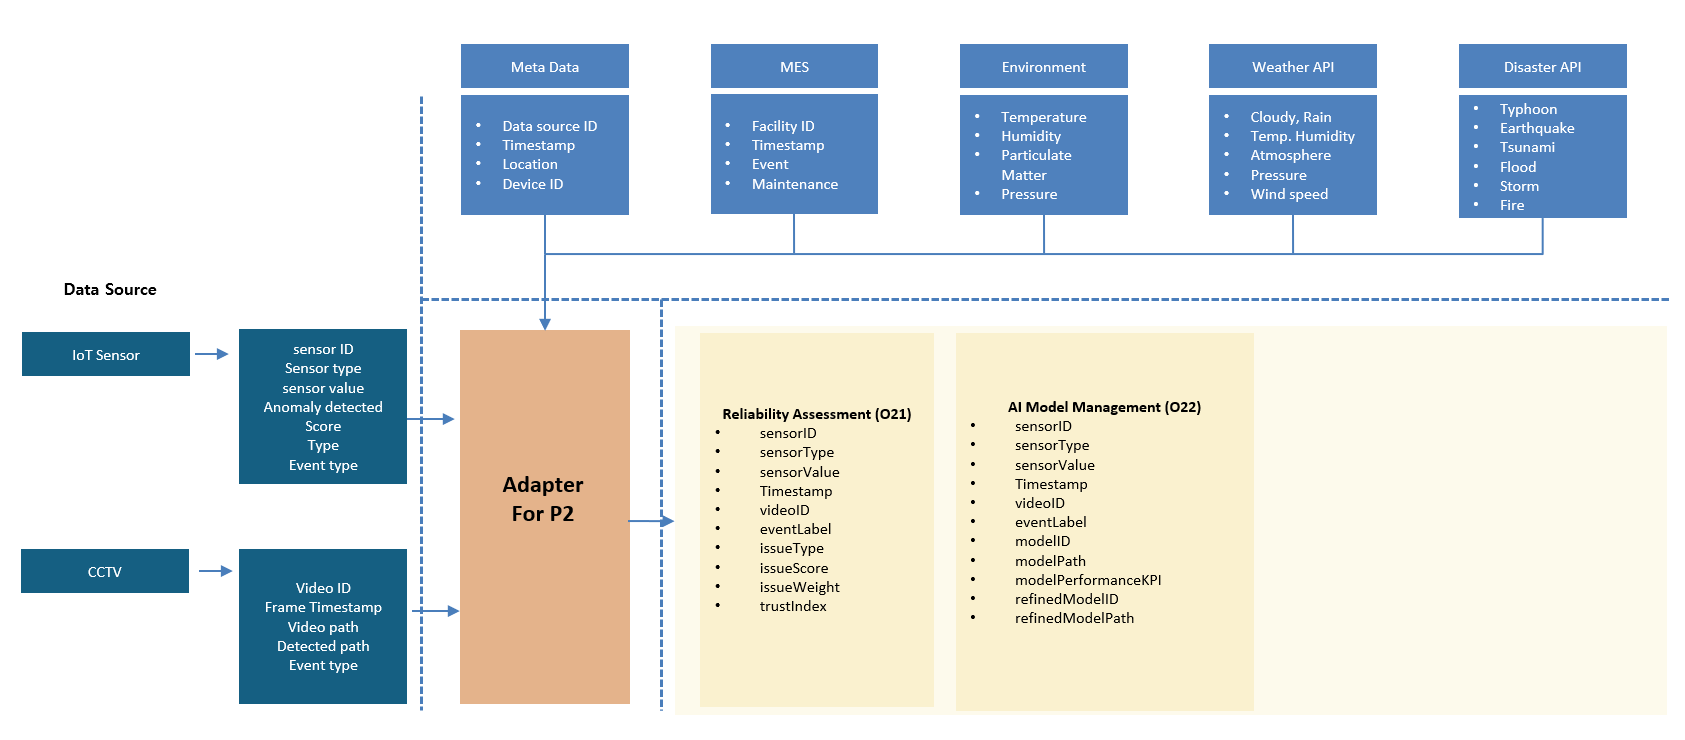 Meta Data
• Data source ID
• Timestamp
• Location
• Device ID
MES
• Facility ID
• Timestamp
• Event
• Maintenance
Environment
• Temperature
• Humidity
• Particulate
Matter
• Pressure
Weather API
• Cloudy, Rain
• Temp. Humidity
• Atmosphere
• Pressure
• Wind speed
Disaster API
• Typhoon
• Earthquake
• Tsunami
• Flood
• Storm
• Fire
Data Source
IoT Sensor
sensor ID
Sensor type
sensor value
Anomaly detected
Score
Type
Event type
CCTV
Video ID
Frame Timestamp
Video path
Detected path
Event type
Adapter
For P2
Reliability Assessment (O21)
• sensorID
• sensorType
• sensorValue
• Timestamp
• videoID
• eventLabel
• issueType
• issueScore
• issueWeight
• trustIndex
AI Model Management (O22)
• sensorID
• sensorType
• sensorValue
• Timestamp
• videoID
• eventLabel
• modelID
• modelPath
• modelPerformanceKPI
• refinedModelID
• refinedModelPath